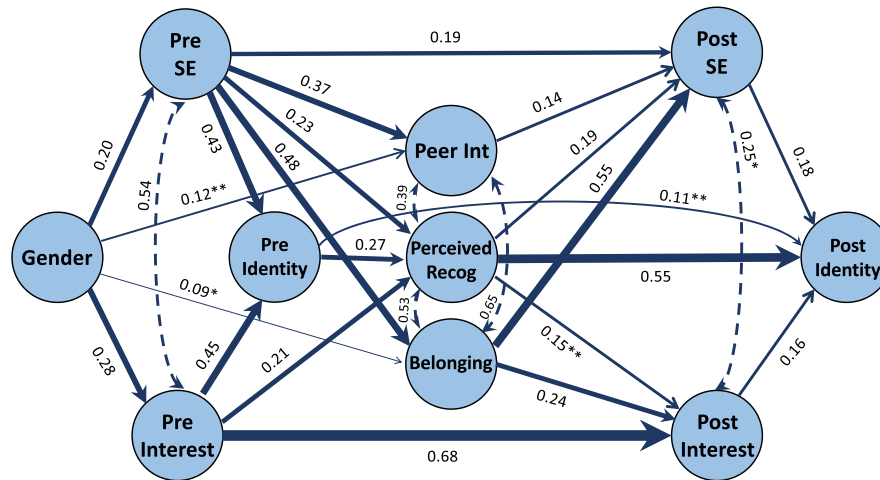 Pre
SE
0.19
Post
SE
0.37
0.14
0.23
Peer Int
0.43
0.48
0.19
0.25*
0.20
0.54
0.12**
0.39
0.55
0.18
0.11**
Gender
Pre
Identity
0.27
Perceived
Recog
0.55
Post
Identity
0.09*
0.53
0.65
0.28
0.45
0.21
Belonging
0.15**
0.24
0.16
Pre
Interest
0.68
Post
Interest